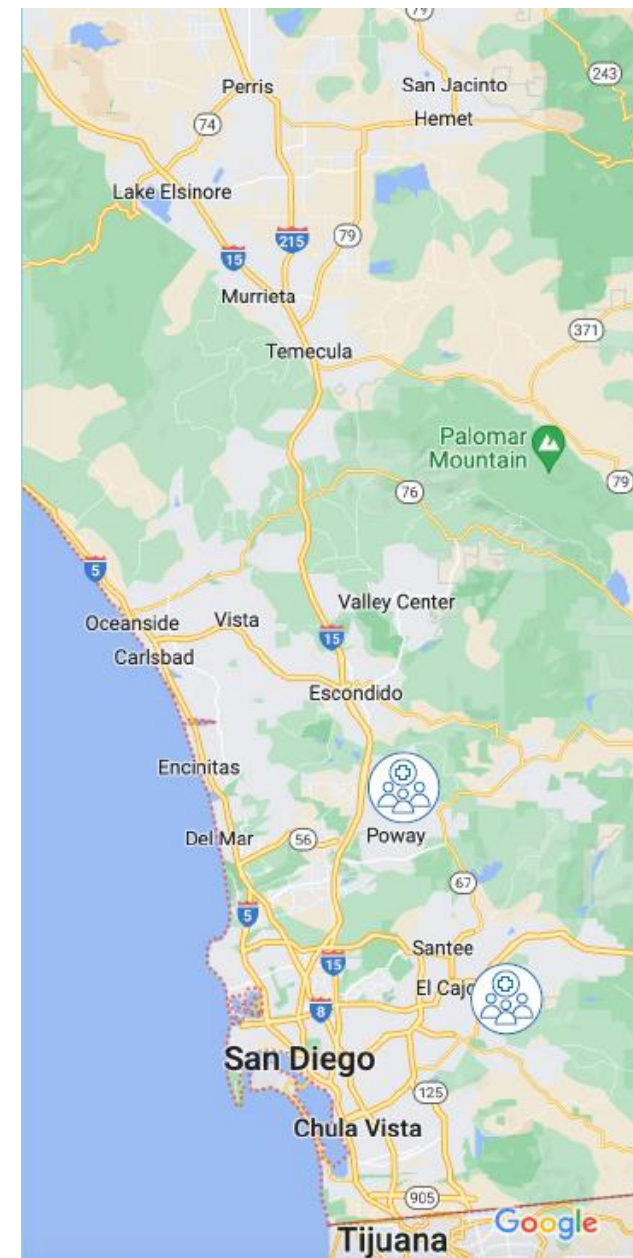 79
243
Perris
San Jacinto
74
Hemet
Lake Elsinore
215
79
15
Murrieta
371
Temecula
Palomar
Mountain
79
76
5
Valley Center
Oceanside
Vista
15
Carlsbad
Escondido
Encinitas
Del Mar
56
Poway
67
5
Santee
15
El Cajo
8
San Diego
125
Chula Vista
905
Google
Tijuana